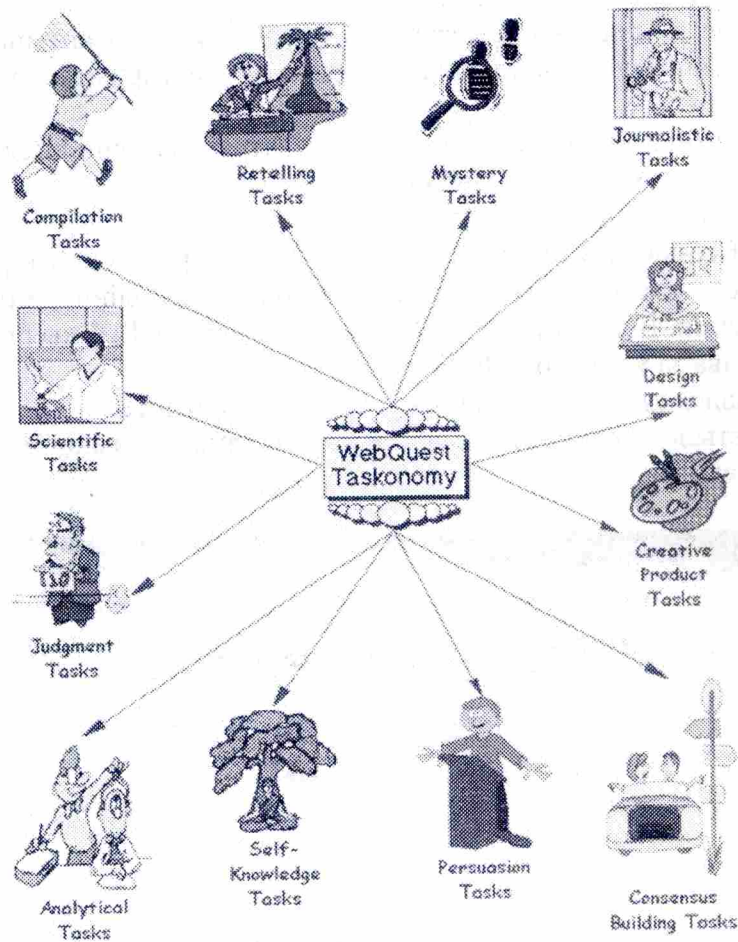 Compilation
Tasks
Retelling
Tasks
Mystery
Tasks
Journalistic
Tasks
Scientific
Tasks
Design
Tasks
WebQuest
Taskonomy
Judgment
Tasks
Creative
Product
Tasks
Analytical
Tasks
Self-
Knowledge
Tasks
Persuasion
Tasks
Consensus
Building Tasks